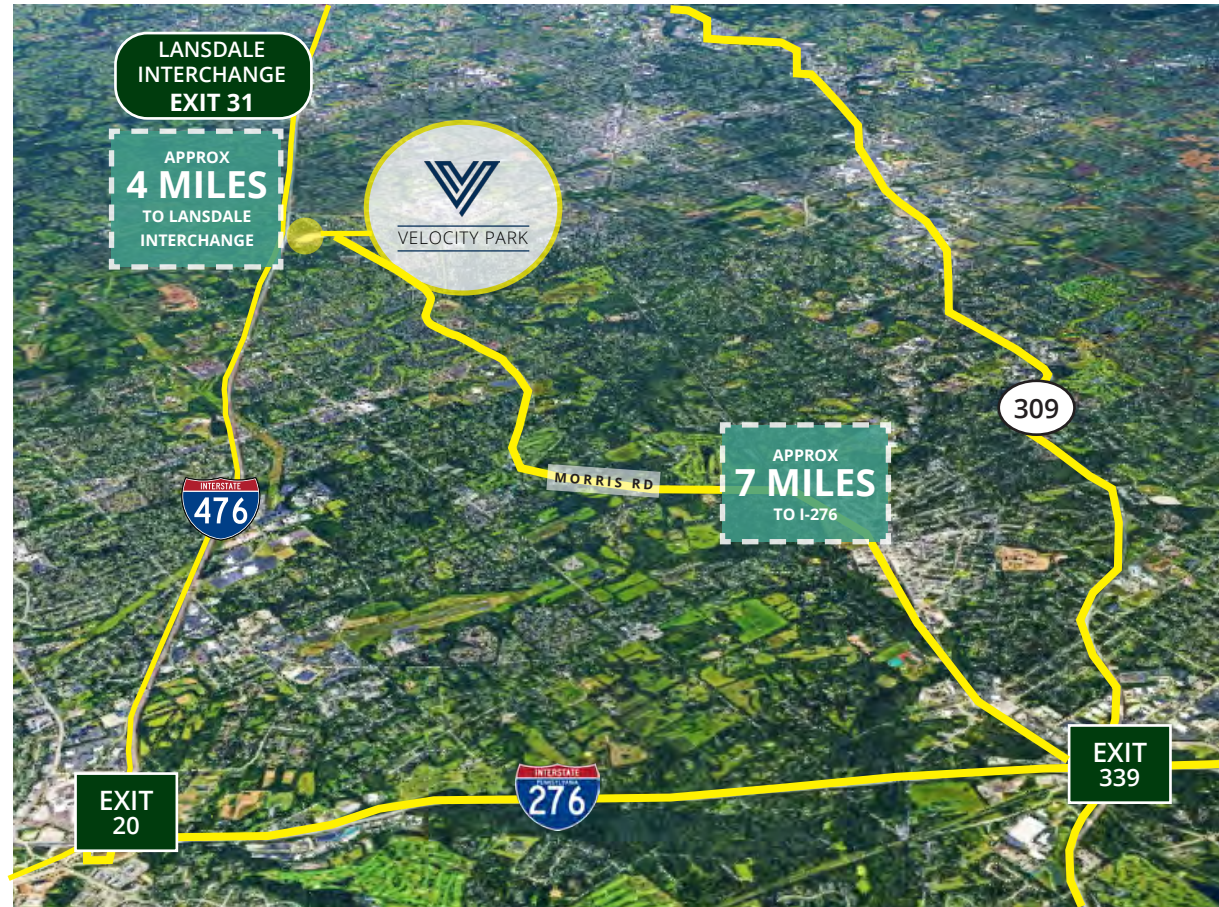 LANSDALE
INTERCHANGE
EXIT 31
APPROX
4 MILES
TO LANSDALE
INTERCHANGE
VELOCITY PARK
309
APPROX
7 MILES
TO I-276
MORRIS RD
INTERSTATE
476
INTERSTATE
PENNSYLVANIA
276
EXIT
339
EXIT
20